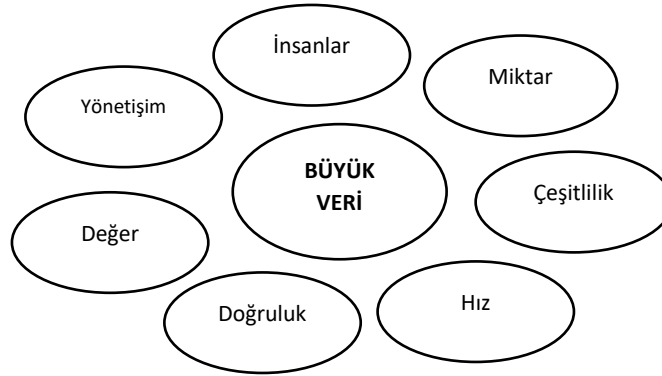 İnsanlar
Miktar
Yönetişim
BÜYÜK
VERİ
Çeşitlilik
Değer
Doğruluk
Hız